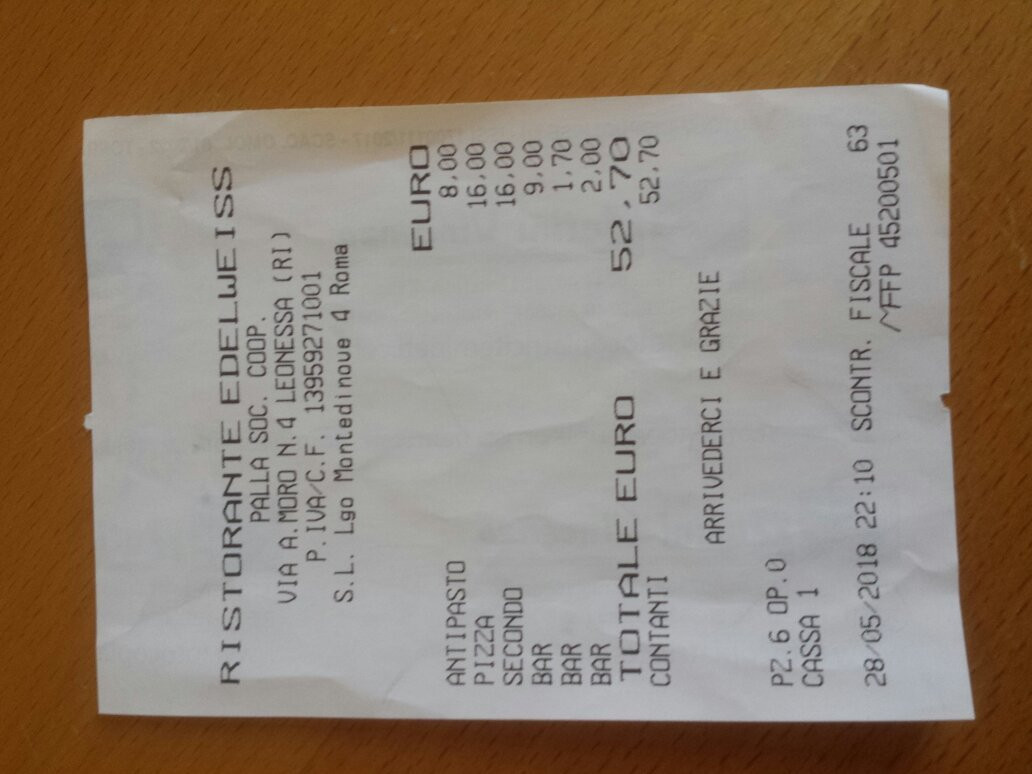 RISTORANTE EDELWEISS
PALLA SOC. COOP.
VIA A.MORO N.4 LEONESSA (RI)
P.IVA/C.F. 13959271001
S.L. Lgo Montedinove 4 Roma
EURO
ANTIPASTO 8,00
PIZZA 16,00
SECONDO 16,00
BAR 9,00
BAR 1,70
BAR 2,00
TOTALE EURO 52,70
CONTANTI 52,70
ARRIVEDERCI E GRAZIE
PZ.6 OP.0
CASSA 1
28/05/2018 22:10 SCONTR. FISCALE 63
MFFP 45200501